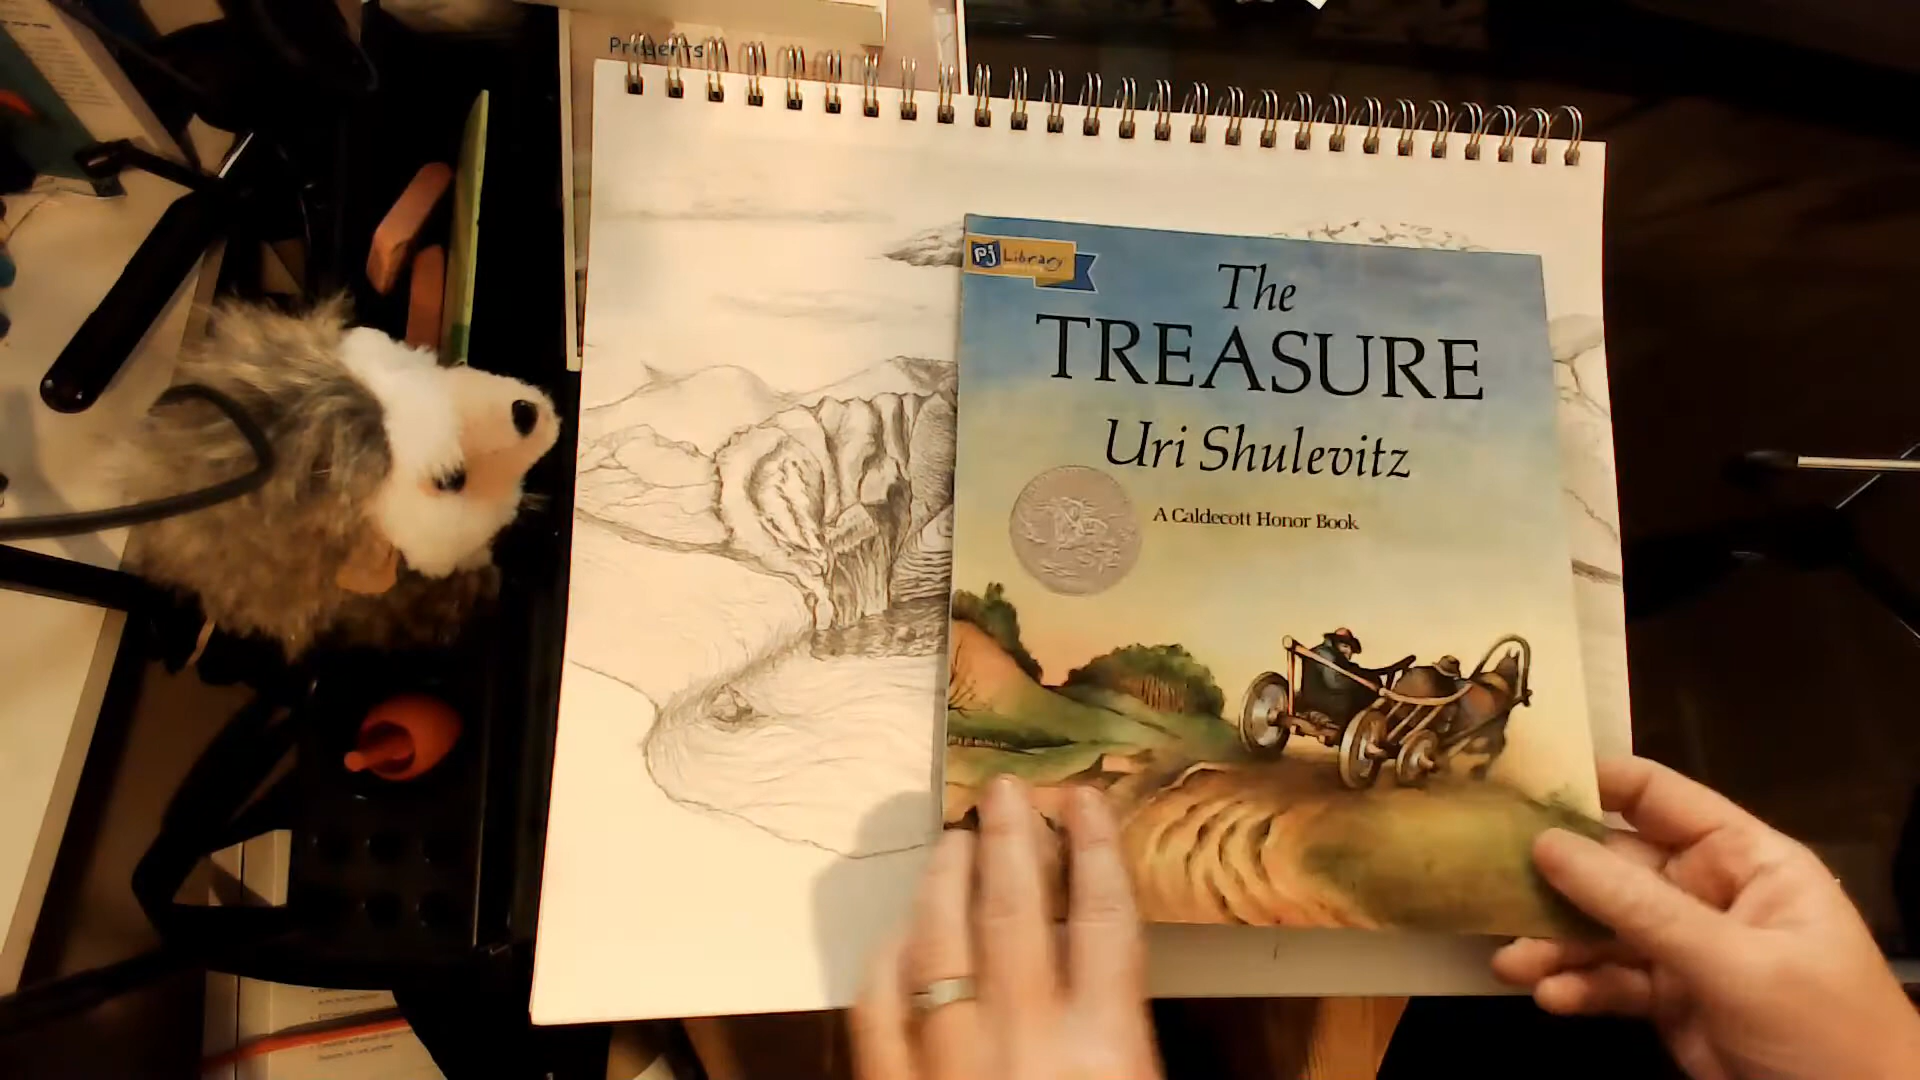 Presents
pj Library
The
TREASURE
Uri Shulevitz
A Caldecott Honor Book